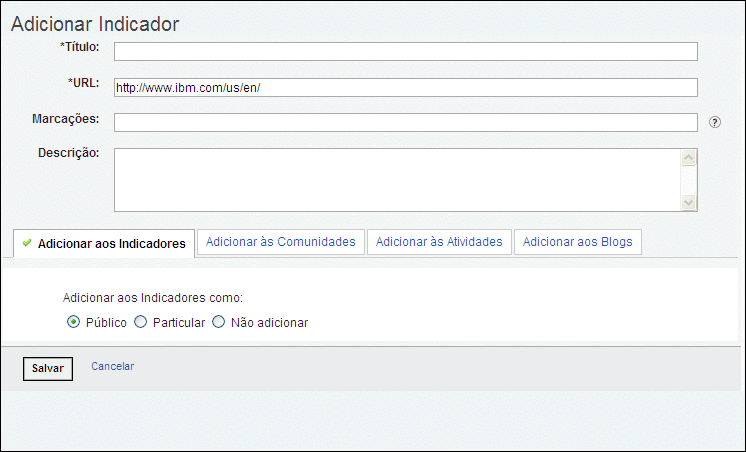 Adicionar Indicador
*Título:
*URL: http://www.ibm.com/us/en/
Marcações: ?
Descrição:
Adicionar aos Indicadores Adicionar às Comunidades Adicionar às Atividades Adicionar aos Blogs
Adicionar aos Indicadores como:
Público Particular Não adicionar
Salvar Cancelar